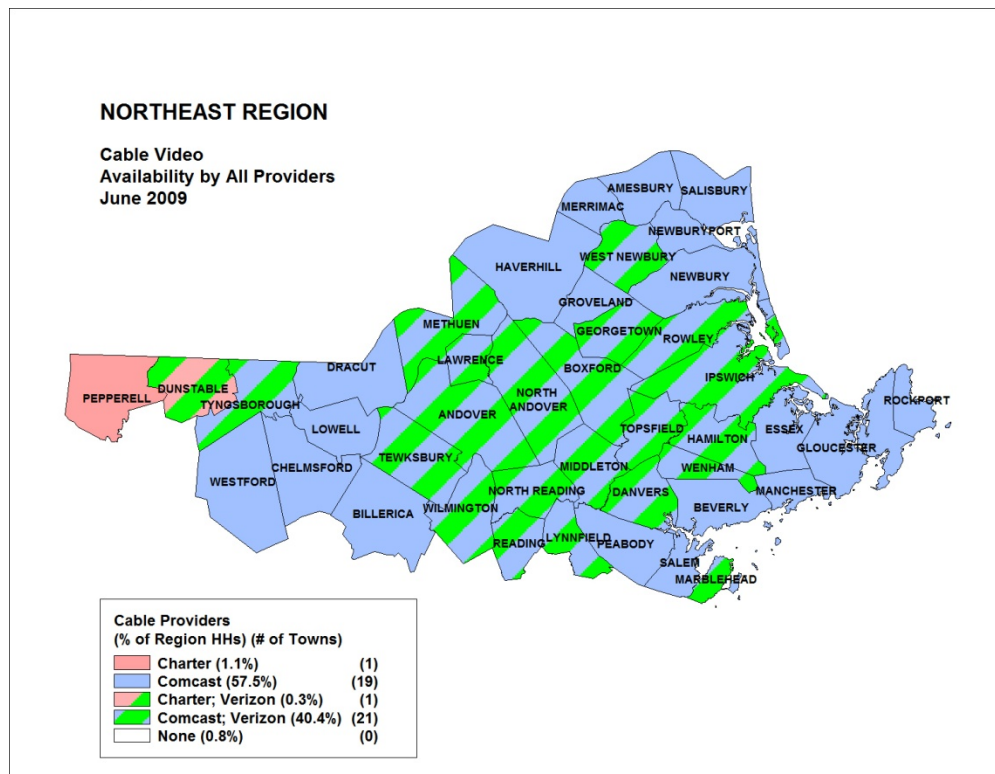 NORTHEAST REGION
Cable Video
Availability by All Providers
June 2009
AMESBURY
SALISBURY
MERRIMAC
NEWBURYPORT
WEST NEWBURY
HAVERHILL
NEWBURY
GROVELAND
METHUEN
GEORGETOWN
ROWLEY
LAWRENCE
DRACUT
BOXFORD
IPSWICH
DUNSTABLE
PEPPERELL
TYNGSBOROUGH
NORTH
ANDOVER
ANDOVER
ROCKPORT
LOWELL
TOPSFIELD
ESSEX
HAMILTON
GLOUCESTER
TEWKSBURY
CHELMSFORD
MIDDLETON
WENHAM
WESTFORD
NORTH READING
DANVERS
MANCHESTER
WILMINGTON
BEVERLY
BILLERICA
READING
LYNNFIELD
PEABODY
SALEM
MARBLEHEAD
Cable Providers
(% of Region HHs) (# of Towns)
Charter (1.1%) (1)
Comcast (57.5%) (19)
Charter; Verizon (0.3%) (1)
Comcast; Verizon (40.4%) (21)
None (0.8%) (0)